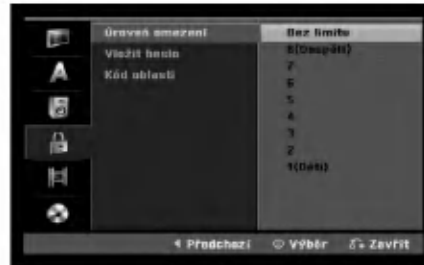 Úroveň omezení
Vložit heslo
Kód oblasti
Bez limitu
8(Dospělí)
7
6
5
4
3
2
1(Děti)
A
Předchozí
Výběr
Zavřít